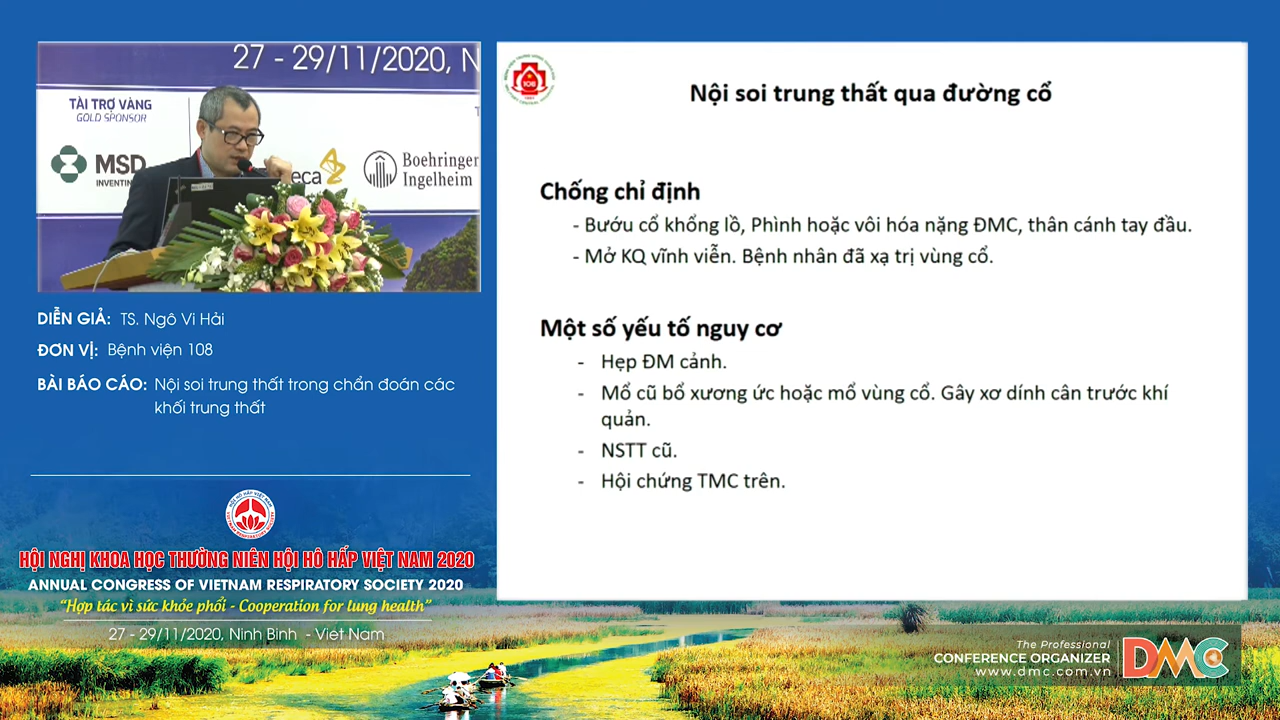 27 - 29/11/2020, N
TÀI TRỢ VÀNG
GOLD SPONSOR
MSD
INVENTIN
eca
Boehringer
Ingelheim
DIỄN GIẢ: TS. Ngô Vi Hải
ĐƠN VỊ: Bệnh viện 108
BÀI BÁO CÁO: Nội soi trung thất trong chẩn đoán các
khối trung thất
HỘI NGHỊ KHOA HỌC THƯỜNG NIÊN HỘI HÔ HẤP VIỆT NAM 2020
ANNUAL CONGRESS OF VIETNAM RESPIRATORY SOCIETY 2020
“Hợp tác vì sức khỏe phổi - Cooperation for lung health”
27 - 29/11/2020, Ninh Binh - Viet Nam
108
Nội soi trung thất qua đường cổ
Chống chỉ định
- Bướu cổ khổng lồ, Phình hoặc vôi hóa nặng ĐMC, thân cánh tay đầu.
- Mở KQ vĩnh viễn. Bệnh nhân đã xạ trị vùng cổ.
Một số yếu tố nguy cơ
- Hẹp ĐM cảnh.
- Mổ cũ bổ xương ức hoặc mổ vùng cổ. Gây xơ dính cân trước khí
quản.
- NSTT cũ.
- Hội chứng TMC trên.
The Professional
CONFERENCE ORGANIZER
www.dmc.com.vn
DMC